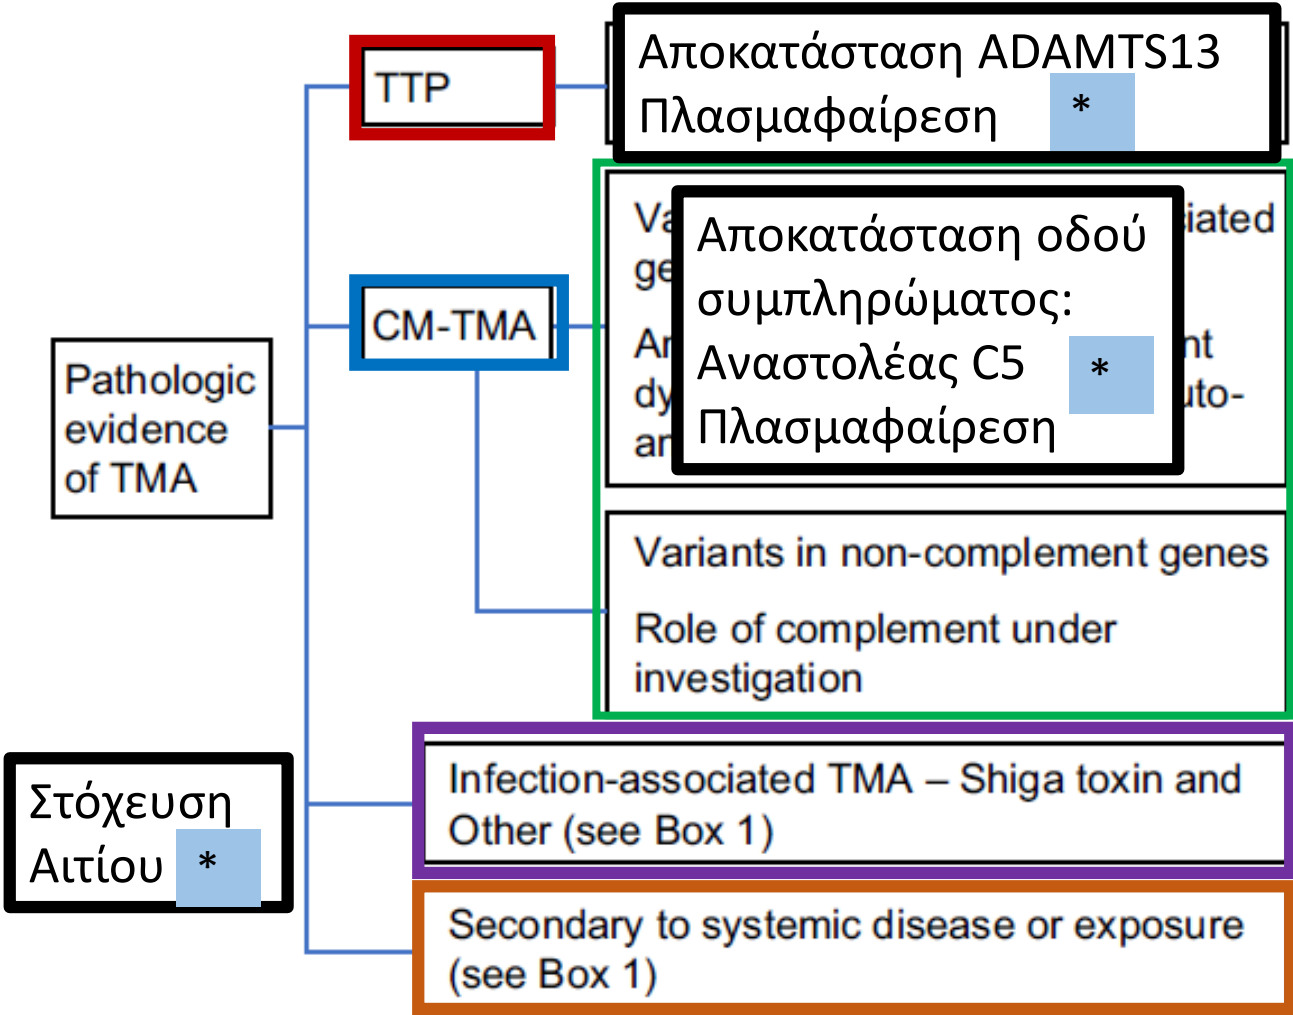 TTP
Αποκατάσταση ADAMTS13
Πλασμαφαίρεση *
CM-TMA
Αποκατάσταση οδού
συμπληρώματος:
Αναστολέας C5 *
Πλασμαφαίρεση
Pathologic
evidence
of TMA
Variants in non-complement genes
Role of complement under
investigation
Στόχευση
Αιτίου *
Infection-associated TMA – Shiga toxin and
Other (see Box 1)
Secondary to systemic disease or exposure
(see Box 1)